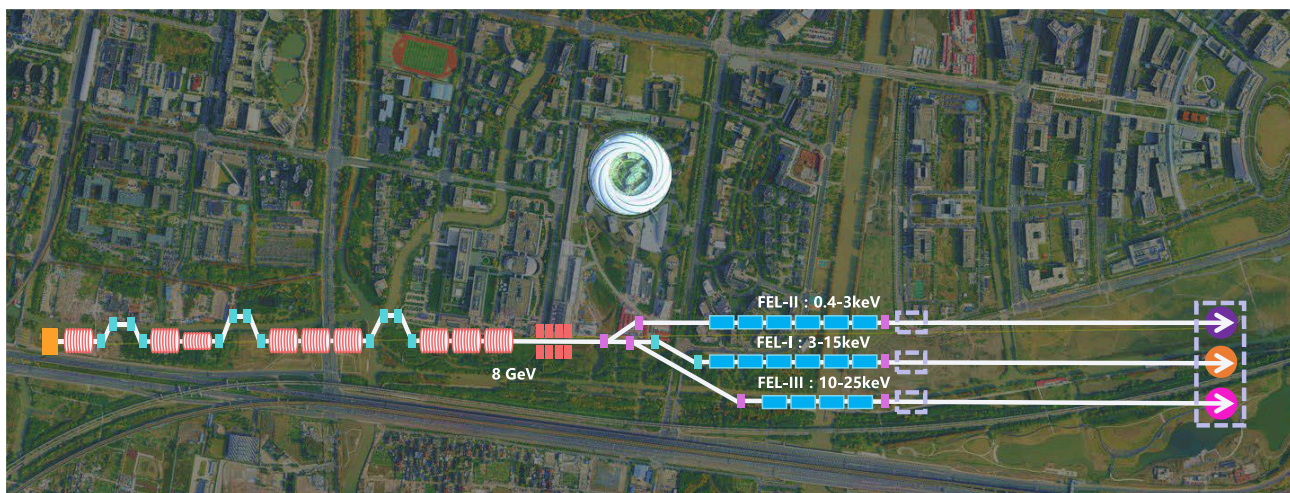 FEL-II : 0.4-3keV
FEL-I : 3-15keV
8 GeV
FEL-III : 10-25keV